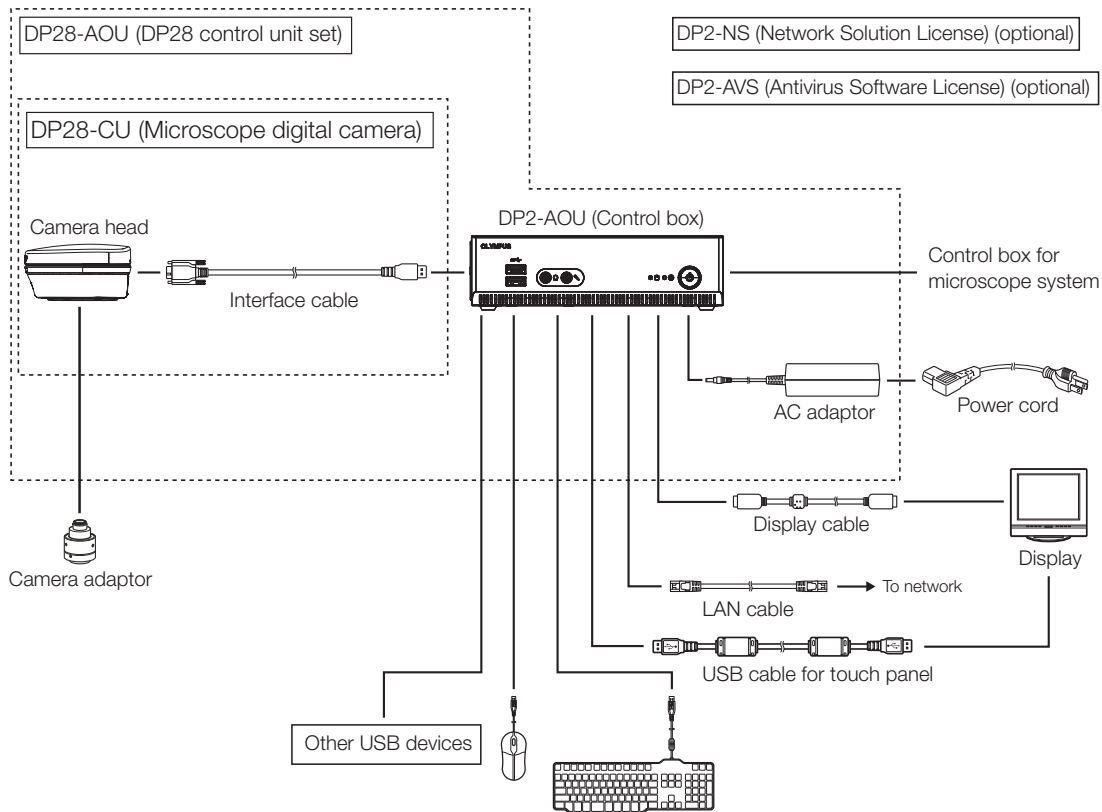 DP28-AOU (DP28 control unit set)
DP2-NS (Network Solution License) (optional)
DP2-AVS (Antivirus Software License) (optional)
DP28-CU (Microscope digital camera)
Camera head
Interface cable
DP2-AOU (Control box)
OLYMPUS
Control box for
microscope system
AC adaptor
Power cord
Display cable
Display
Camera adaptor
LAN cable
To network
USB cable for touch panel
Other USB devices